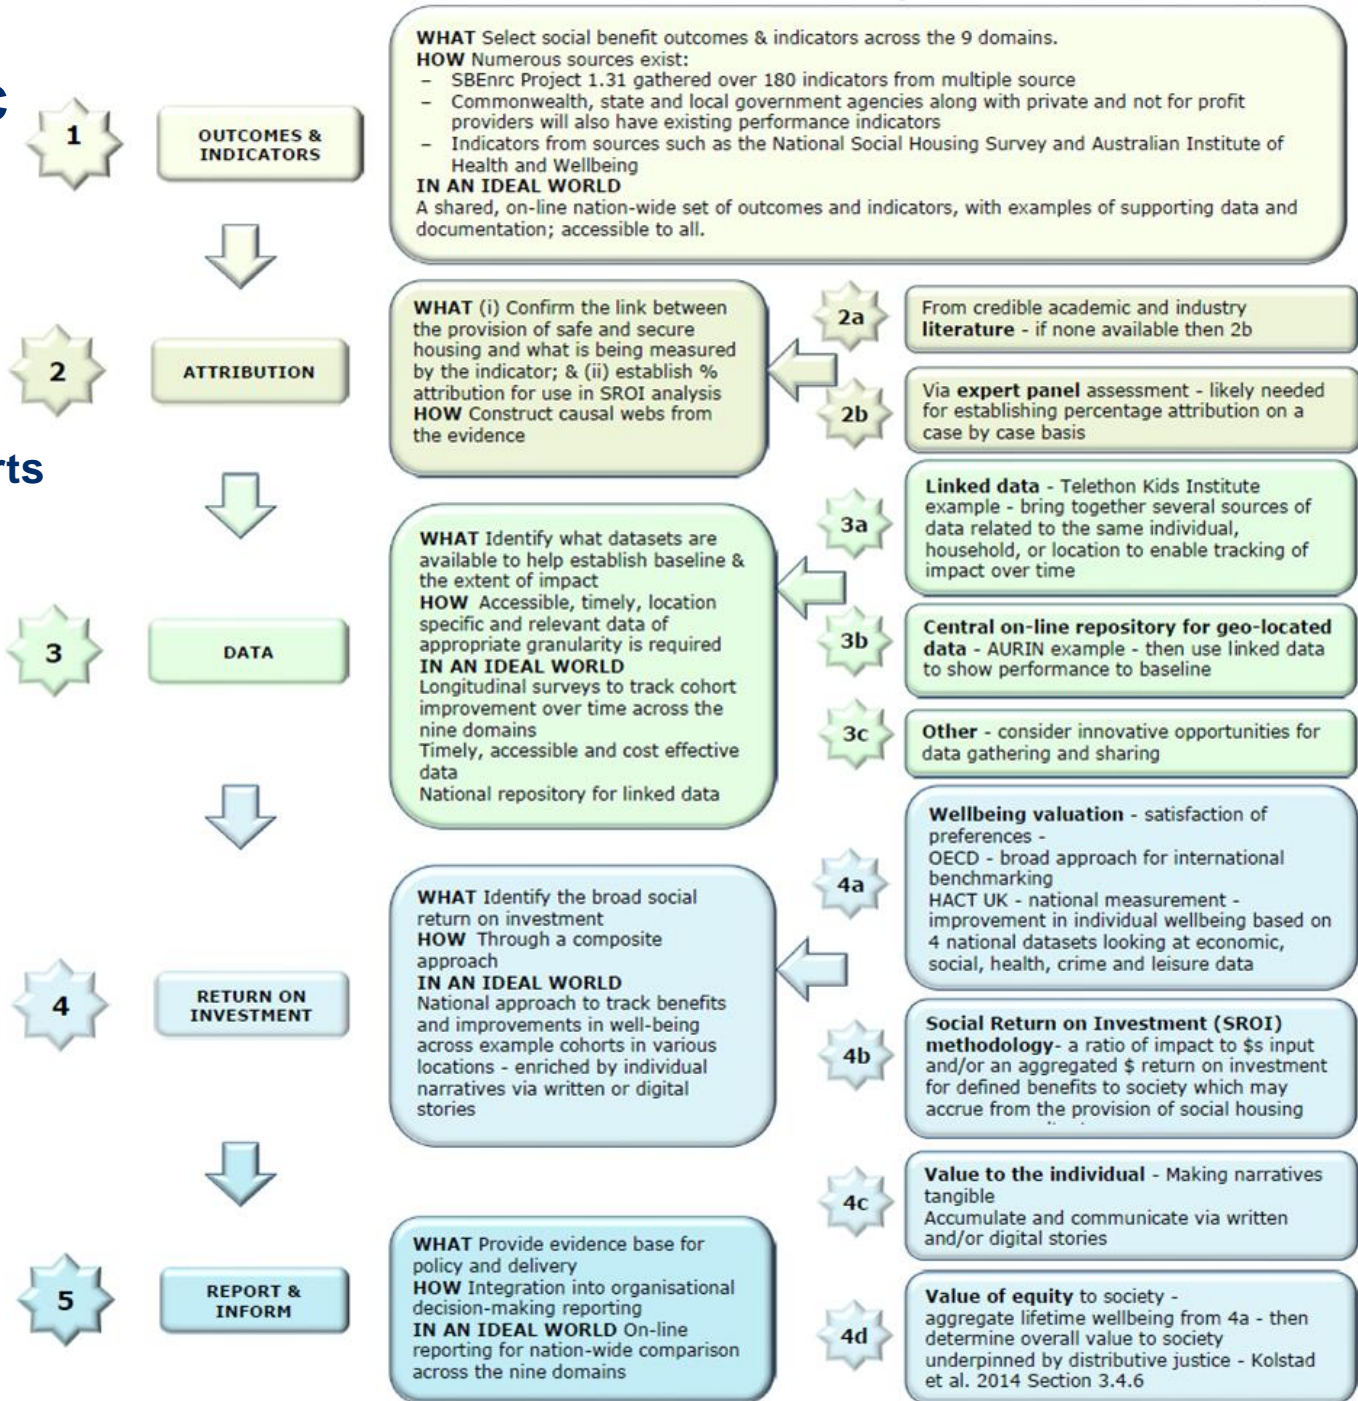 c
rts
1
OUTCOMES &
INDICATORS
WHAT Select social benefit outcomes & indicators across the 9 domains.
HOW Numerous sources exist:
– SBEnrc Project 1.31 gathered over 180 indicators from multiple source
– Commonwealth, state and local government agencies along with private and not for profit
providers will also have existing performance indicators
– Indicators from sources such as the National Social Housing Survey and Australian Institute of
Health and Wellbeing
IN AN IDEAL WORLD
A shared, on-line nation-wide set of outcomes and indicators, with examples of supporting data and
documentation; accessible to all.
2
ATTRIBUTION
WHAT (i) Confirm the link between
the provision of safe and secure
housing and what is being measured
by the indicator; & (ii) establish %
attribution for use in SROI analysis
HOW Construct causal webs from
the evidence
2a
From credible academic and industry
literature - if none available then 2b
2b
Via expert panel assessment - likely needed
for establishing percentage attribution on a
case by case basis
3
DATA
WHAT Identify what datasets are
available to help establish baseline &
the extent of impact
HOW Accessible, timely, location
specific and relevant data of
appropriate granularity is required
IN AN IDEAL WORLD
Longitudinal surveys to track cohort
improvement over time across the
nine domains
Timely, accessible and cost effective
data
National repository for linked data
3a
Linked data - Telethon Kids Institute
example - bring together several sources of
data related to the same individual,
household, or location to enable tracking of
impact over time
3b
Central on-line repository for geo-located
data - AURIN example - then use linked data
to show performance to baseline
3c
Other - consider innovative opportunities for
data gathering and sharing
4
RETURN ON
INVESTMENT
WHAT Identify the broad social
return on investment
HOW Through a composite
approach
IN AN IDEAL WORLD
National approach to track benefits
and improvements in well-being
across example cohorts in various
locations - enriched by individual
narratives via written or digital
stories
4a
Wellbeing valuation - satisfaction of
preferences -
OECD - broad approach for international
benchmarking
HACT UK - national measurement -
improvement in individual wellbeing based on
4 national datasets looking at economic,
social, health, crime and leisure data
4b
Social Return on Investment (SROI)
methodology- a ratio of impact to $s input
and/or an aggregated $ return on investment
for defined benefits to society which may
accrue from the provision of social housing
4c
Value to the individual - Making narratives
tangible
Accumulate and communicate via written
and/or digital stories
5
REPORT &
INFORM
WHAT Provide evidence base for
policy and delivery
HOW Integration into organisational
decision-making reporting
IN AN IDEAL WORLD On-line
reporting for nation-wide comparison
across the nine domains
4d
Value of equity to society -
aggregate lifetime wellbeing from 4a - then
determine overall value to society
underpinned by distributive justice - Kolstad
et al. 2014 Section 3.4.6